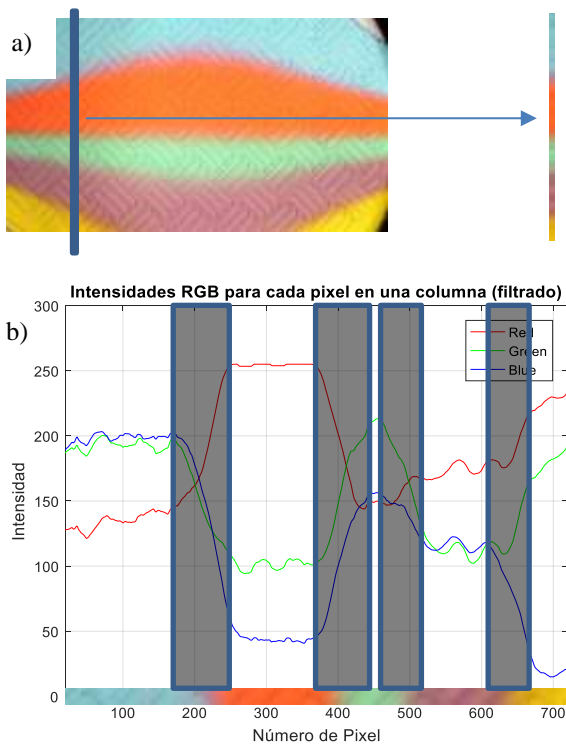 a)
b)
Intensidades RGB para cada pixel en una columna (filtrado)
300
250
200
150
100
50
0
Intensidad
Red
Green
Blue
100 200 300 400 500 600 700
Número de Pixel